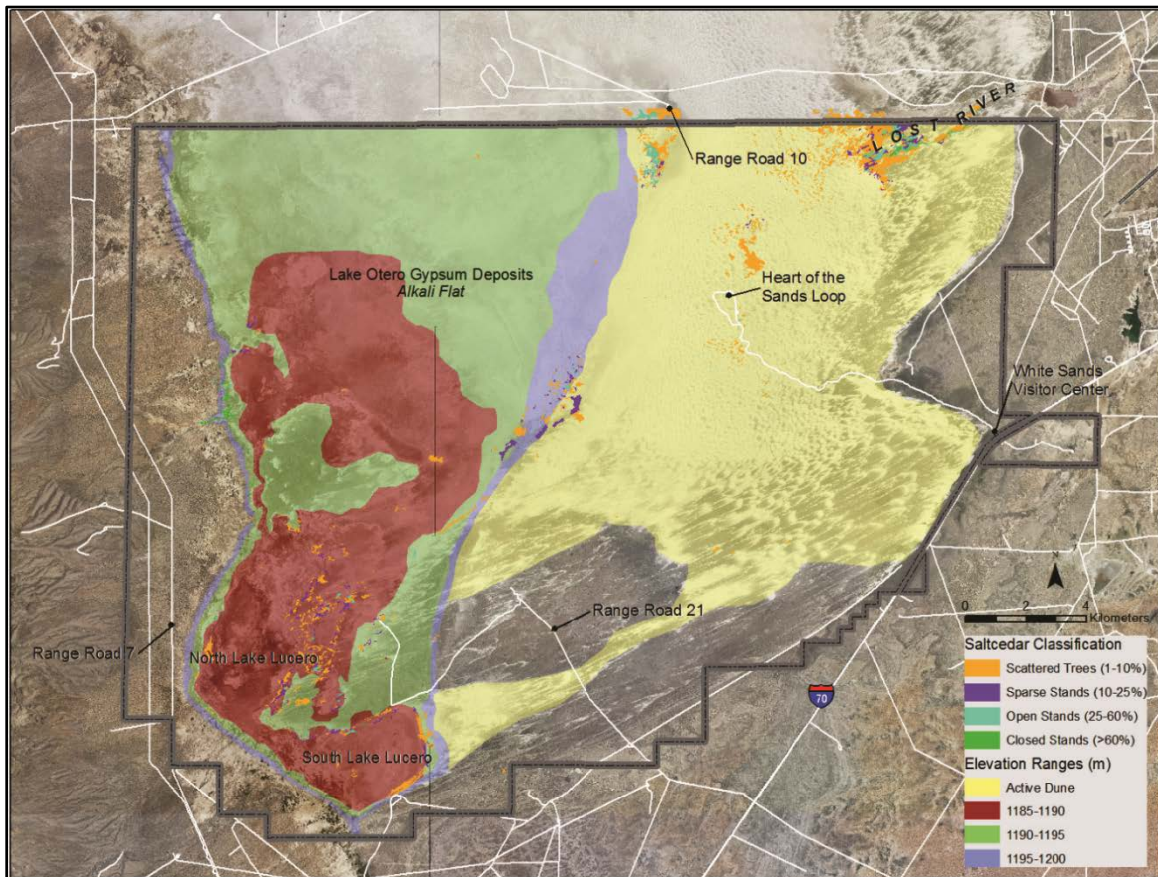 LOST RIVER
Range Road 10
Lake Otero Gypsum Deposits
Alkali Flat
Heart of the
Sands Loop
White Sands
Visitor Center
Range Road 21
Range Road 7
North Lake Lucero
South Lake Lucero
70
N
0 2 4
Kilometers
Saltcedar Classification
Scattered Trees (1-10%)
Sparse Stands (10-25%)
Open Stands (25-60%)
Closed Stands (>60%)
Elevation Ranges (m)
Active Dune
1185-1190
1190-1195
1195-1200